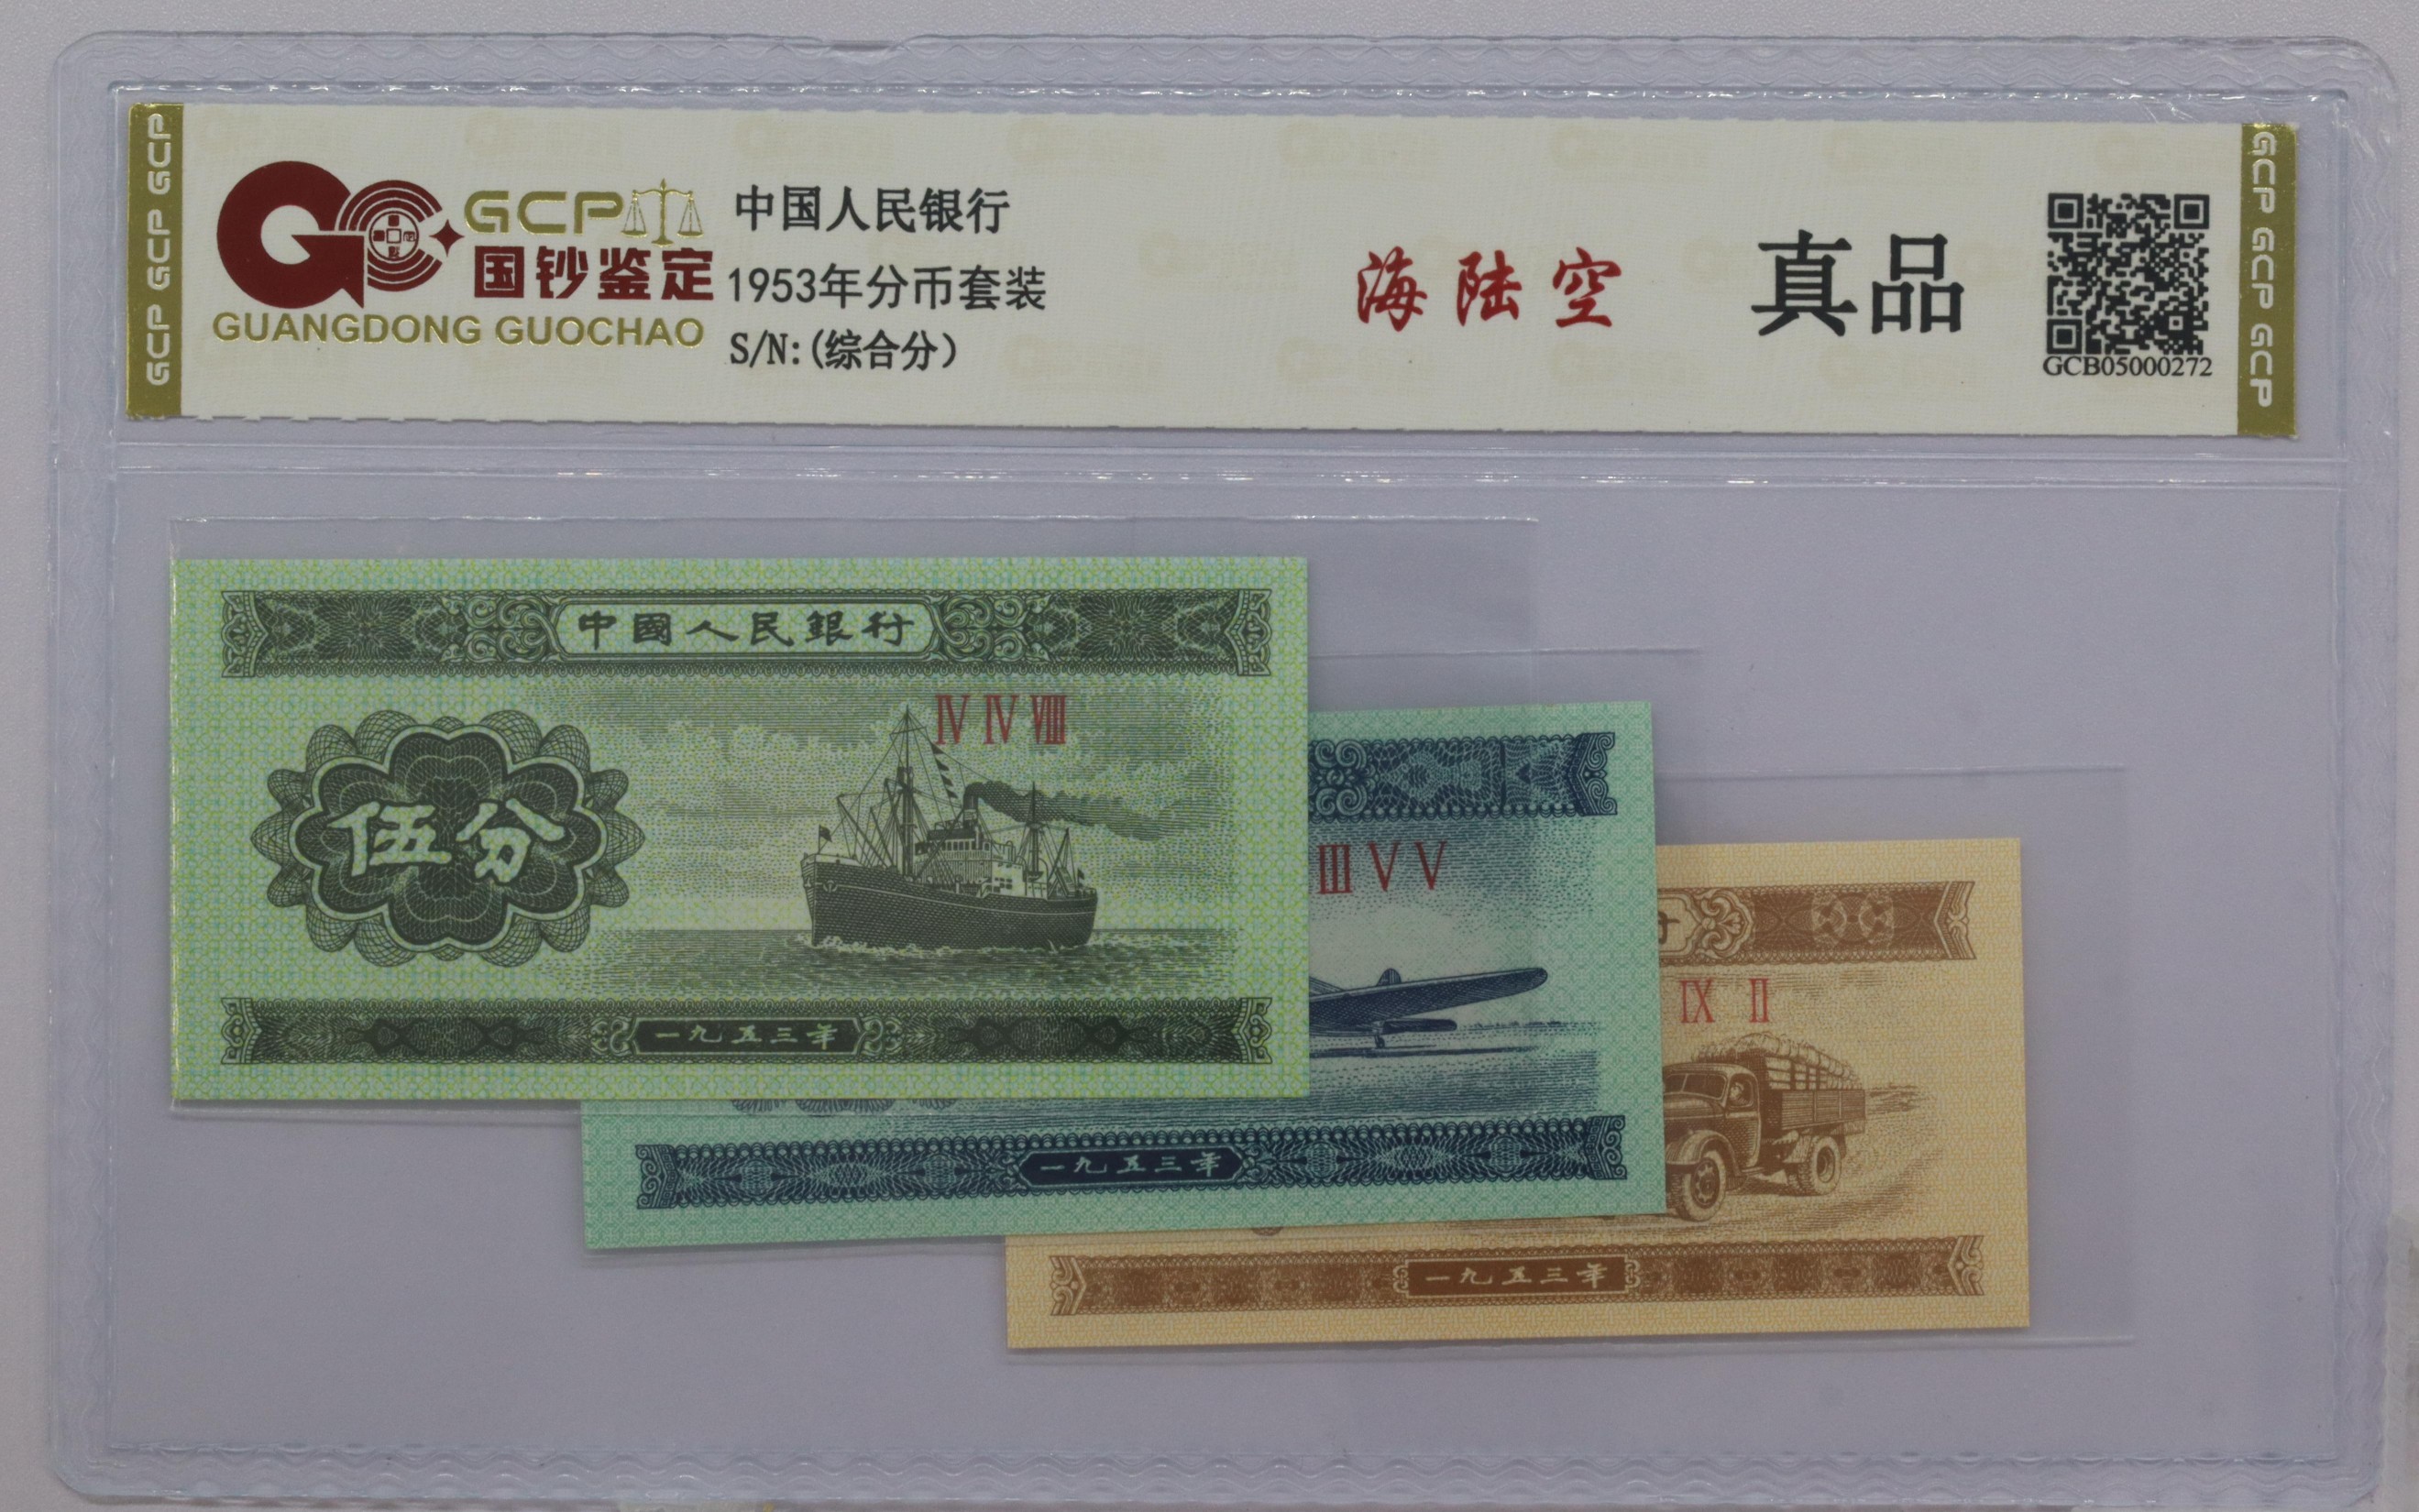 GCP GCP GCP
GCP
国钞鉴定
GUANGDONG GUOCHAO
中国人民银行
1953年分币套装
S/N:(综合分)
海陆空
真品
GCB05000272
GCP GCP GCP
中國人民銀行
IV IV VIII
伍分
一九五三年
III V V
一九五三年
IX II
一九五三年